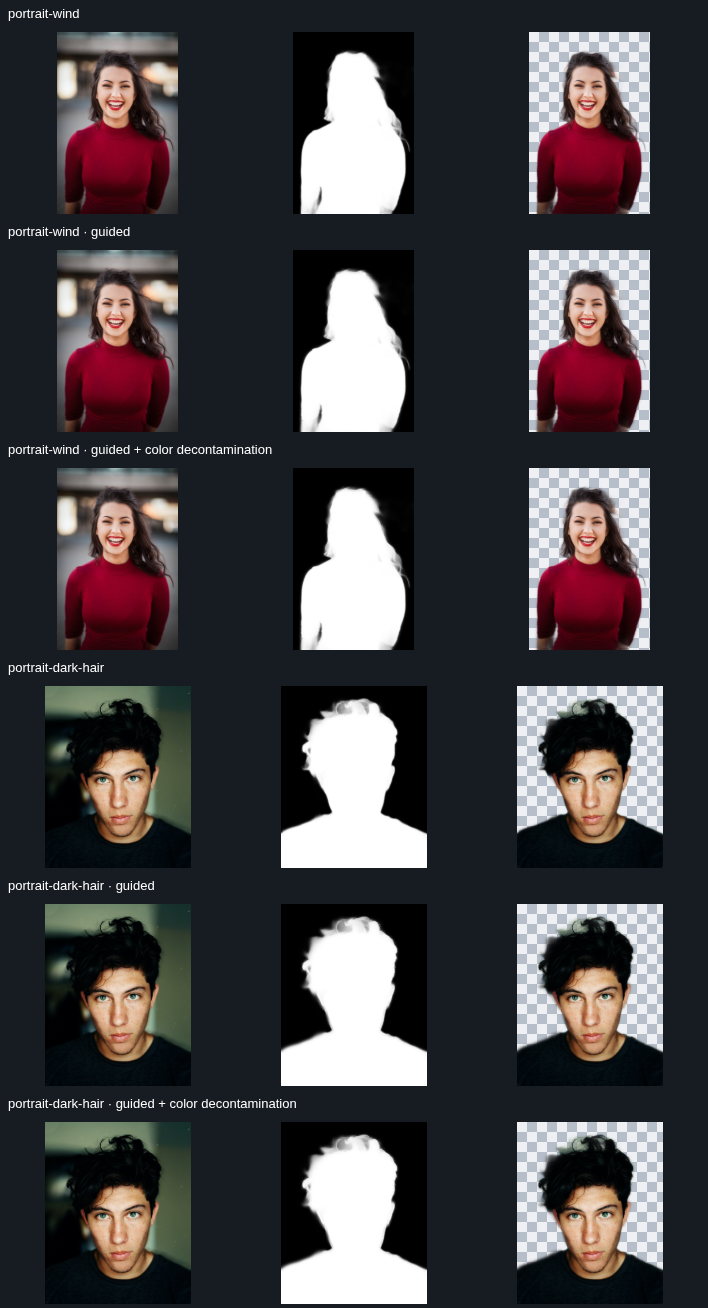 portrait-wind
portrait-wind · guided
portrait-wind · guided + color decontamination
portrait-dark-hair
portrait-dark-hair · guided
portrait-dark-hair · guided + color decontamination